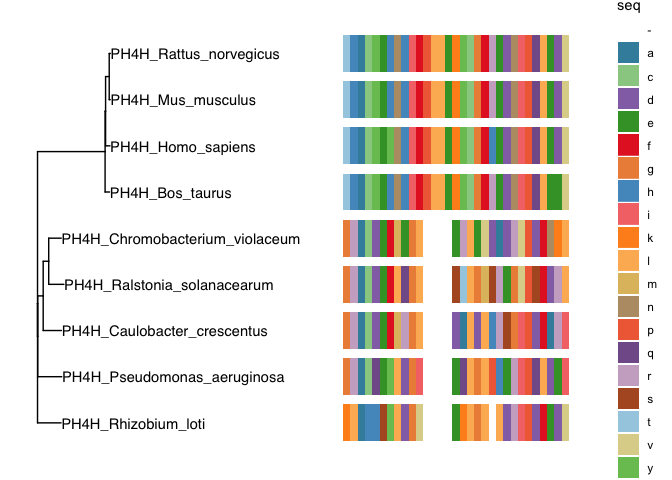 seq
PH4H_Rattus_norvegicus
PH4H_Mus_musculus
PH4H_Homo_sapiens
PH4H_Bos_taurus
PH4H_Chromobacterium_violaceum
PH4H_Ralstonia_solanacearum
PH4H_Caulobacter_crescentus
PH4H_Pseudomonas_aeruginosa
PH4H_Rhizobium_loti
-
a
c
d
e
f
g
h
i
k
l
m
n
p
q
r
s
t
v
y